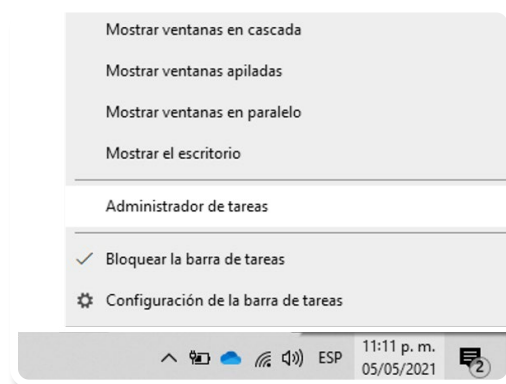 Mostrar ventanas en cascada
Mostrar ventanas apiladas
Mostrar ventanas en paralelo
Mostrar el escritorio
Administrador de tareas
Bloquear la barra de tareas
Configuración de la barra de tareas
ESP
11:11 p. m.
05/05/2021
2